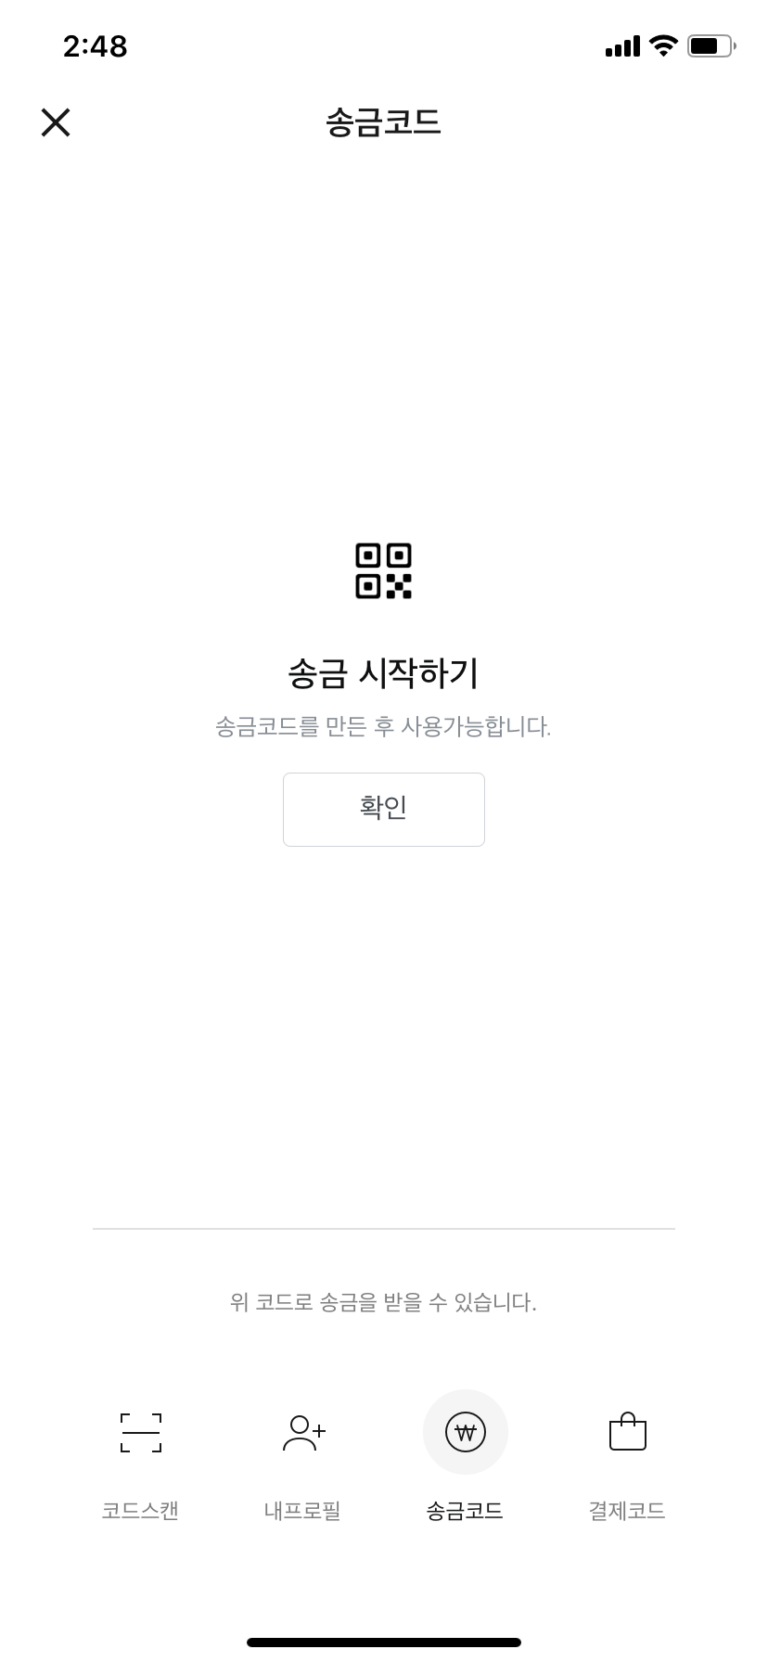 2:48
송금코드
송금 시작하기
송금코드를 만든 후 사용가능합니다.
확인
위 코드로 송금을 받을 수 있습니다.
코드스캔 내프로필 송금코드 결제코드